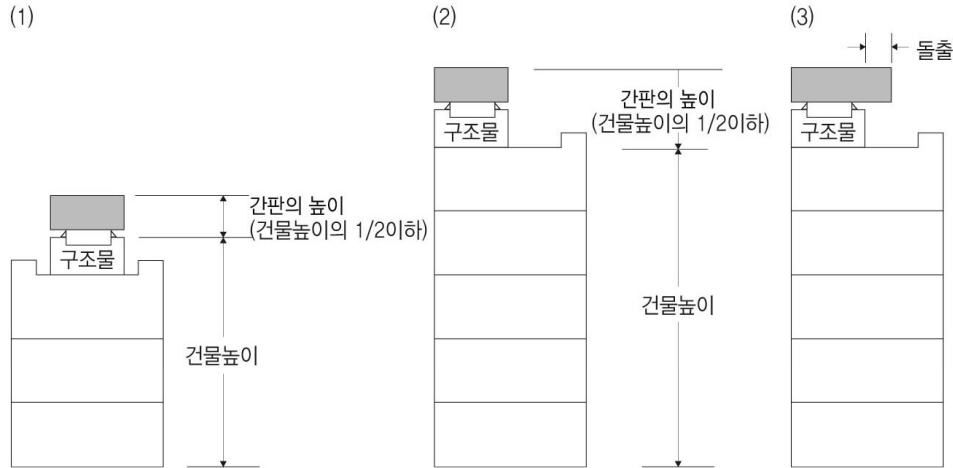 (1)
(2)
(3)
돌출
간판의 높이
(건물높이의 1/2이하)
구조물
구조물
간판의 높이
(건물높이의 1/2이하)
구조물
건물높이
건물높이